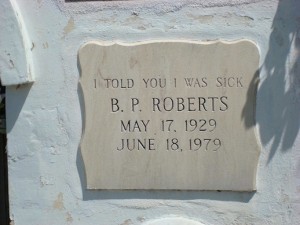 I TOLD YOU I WAS SICK
B. P. ROBERTS
MAY 17, 1929
JUNE 18, 1979